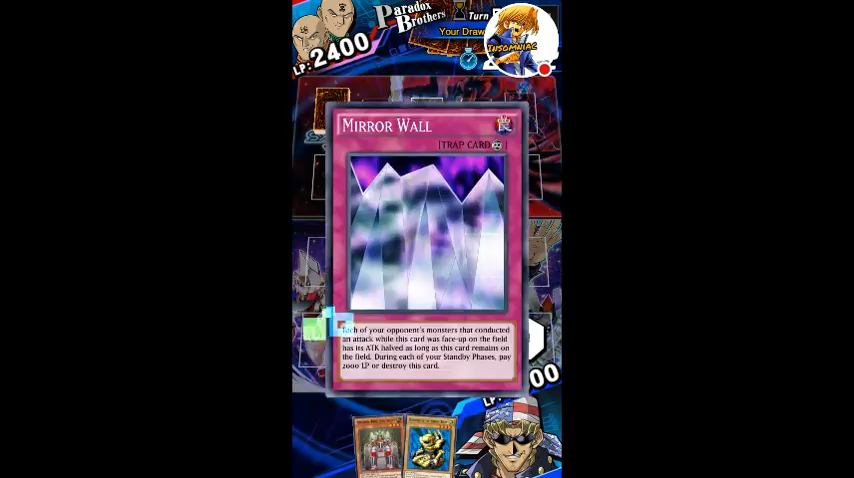 Paradox
Brothers
Turn
Your Draw
INSOMNIAC
LP: 2400
MIRROR WALL
[TRAP CARD ]
Each of your opponent's monsters that conducted
an attack while this card was face-up on the field
has its ATK halved as long as this card remains on
the field. During each of your Standby Phases, pay
2000 LP or destroy this card.
00
LP: